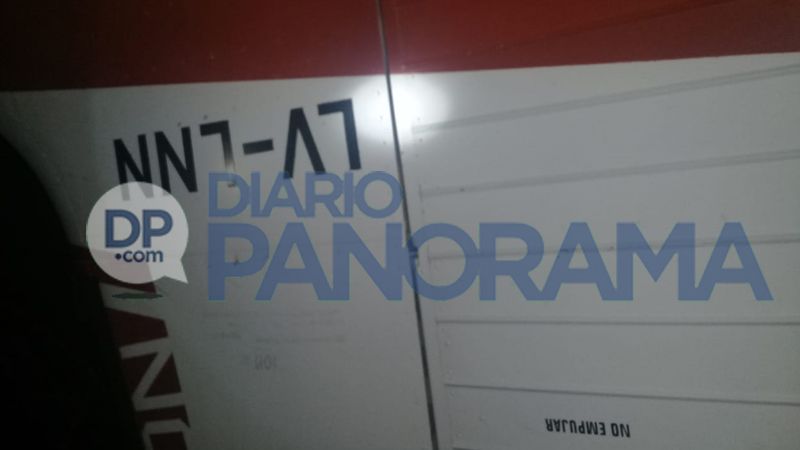 LV-LNN
DP
.com
DIARIO
PANORAMA
NO EMPUJAR